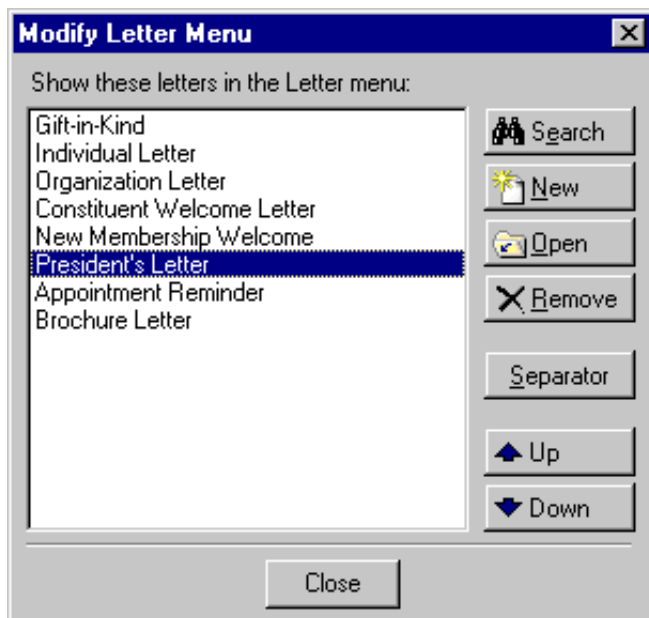 Modify Letter Menu
Show these letters in the Letter menu:
Gift-in-Kind
Individual Letter
Organization Letter
Constituent Welcome Letter
New Membership Welcome
President's Letter
Appointment Reminder
Brochure Letter
Search
New
Open
Remove
Separator
Up
Down
Close